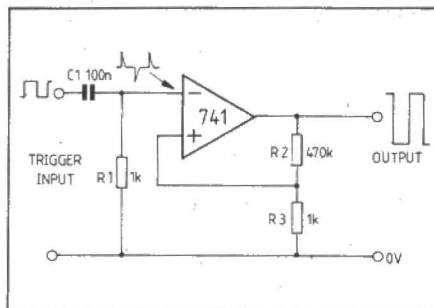 C1 100n
−
741
+
R2 470k
TRIGGER
INPUT
R1 1k
OUTPUT
R3 1k
0V